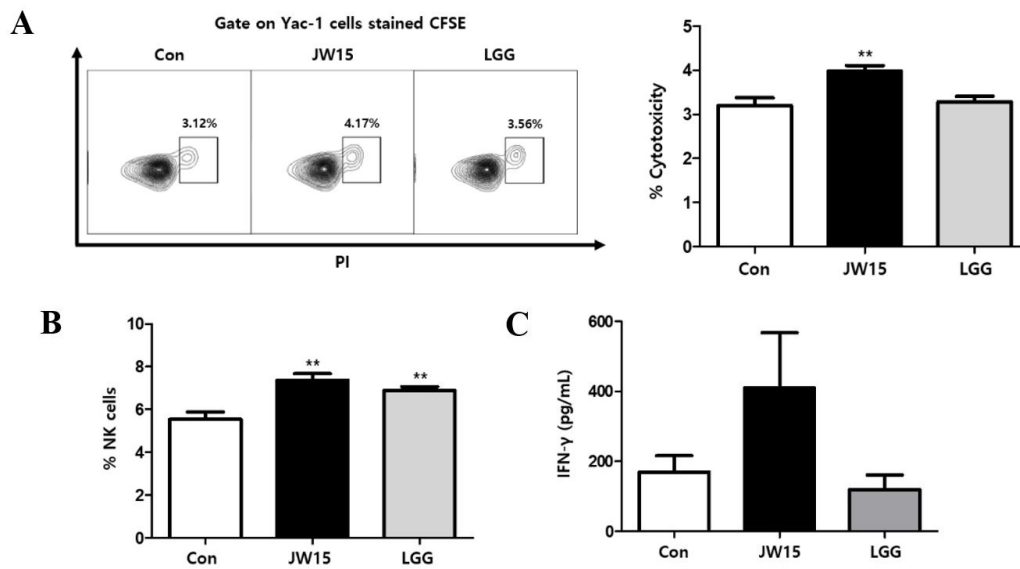 A
Gate on Yac-1 cells stained CFSE
Con JW15 LGG
3.12% 4.17% 3.56%
PI
% Cytotoxicity
5
4
3
2
1
0
**
Con JW15 LGG
B
% NK cells
10
8
6
4
2
0
** **
Con JW15 LGG
C
IFN-γ (pg/mL)
600
400
200
0
Con JW15 LGG